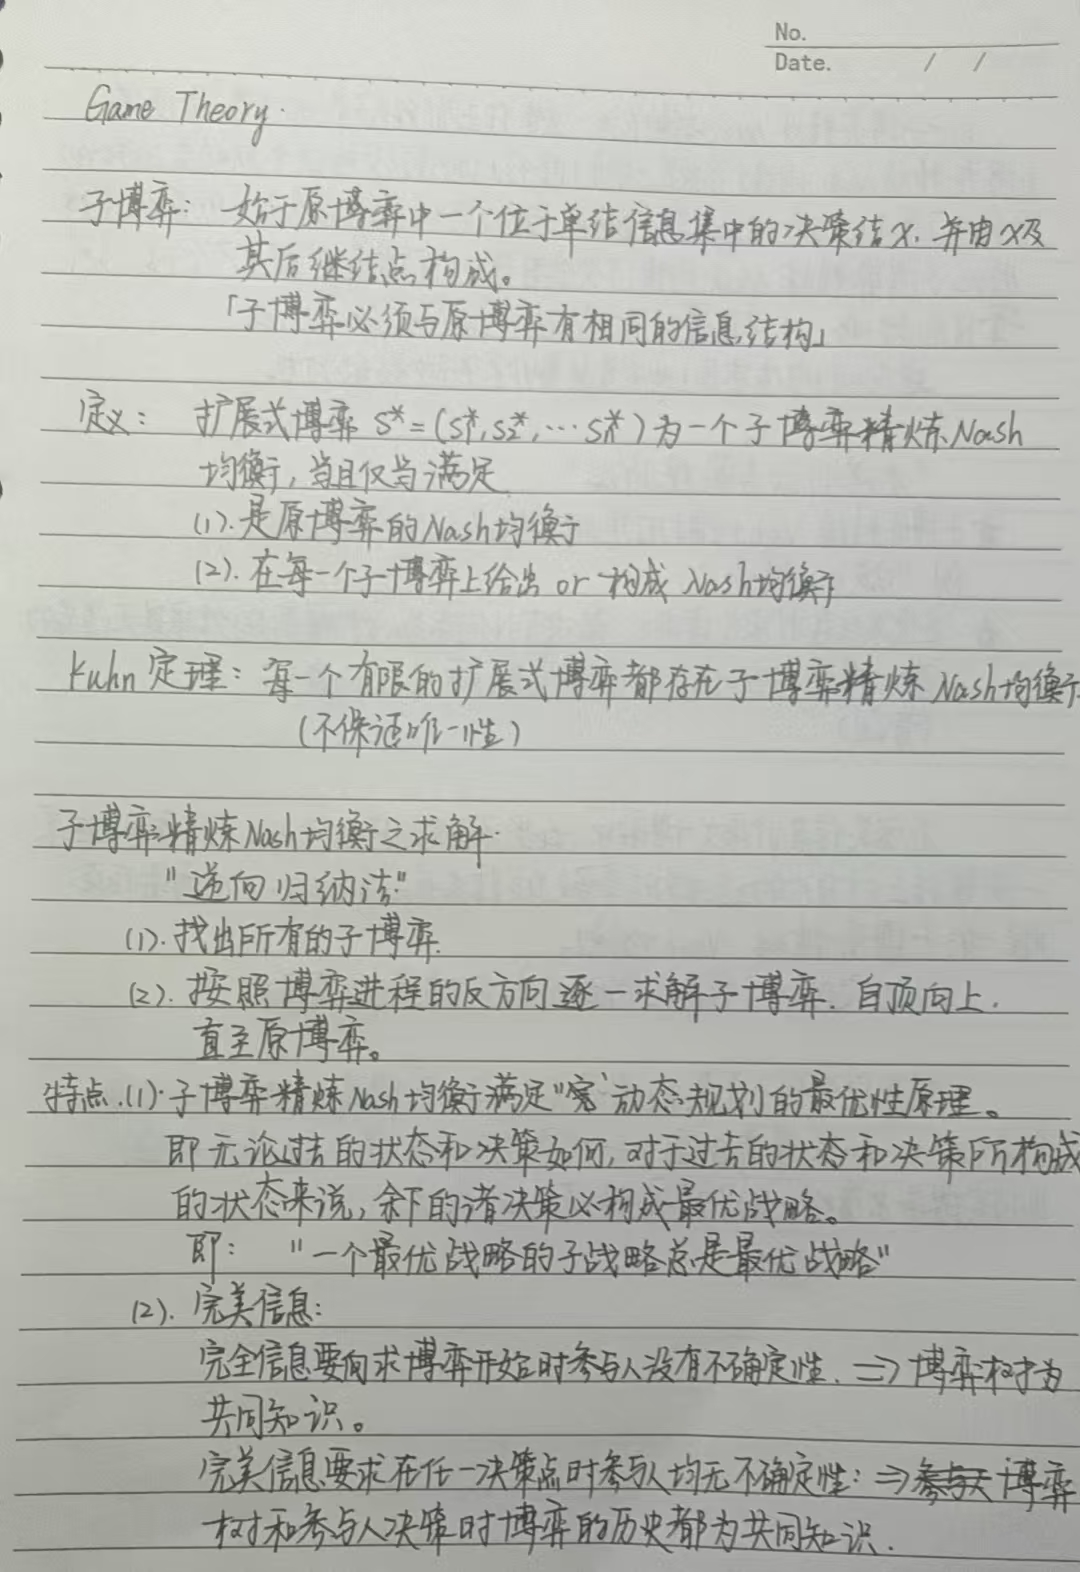 No.
Date. / /
Game Theory.
子博弈: 一始于原博弈中一个位于单结信息集中的决策结x. 并由x及
其后继结点构成。
「子博弈必须与原博弈有相同的信息结构」
定义: 扩展式博弈 S*=(S₁*, S₂*, … Sₙ*) 为一个子博弈精炼Nash
均衡, 当且仅当满足
(1). 是原博弈的Nash均衡
(2). 在每一个子博弈上给出 or 构成 Nash均衡
Kuhn 定理: 每一个有限的扩展式博弈都存在子博弈精炼Nash均衡
(不保证唯一性)
子博弈精炼Nash均衡之求解.
"逆向归纳法"
(1). 找出所有的子博弈.
(2). 按照博弈进程的反方向逐一求解子博弈. 自顶向上.
直至原博弈。
特点.(1). 子博弈精炼Nash均衡满足 动态规划的最优性原理。
即无论过去的状态和决策如何, 对于过去的状态和决策所构成
的状态来说, 余下的诸决策必构成最优战略。
即: "一个最优战略的子战略总是最优战略"
(2). 完美信息:
完全信息要求博弈开始时参与人没有不确定性. ⇒ 博弈树为
共同知识。
完美信息要求在任一决策点时参与人均无不确定性: ⇒ 参与人 博弈
树和参与人决策时博弈的历史都为共同知识.